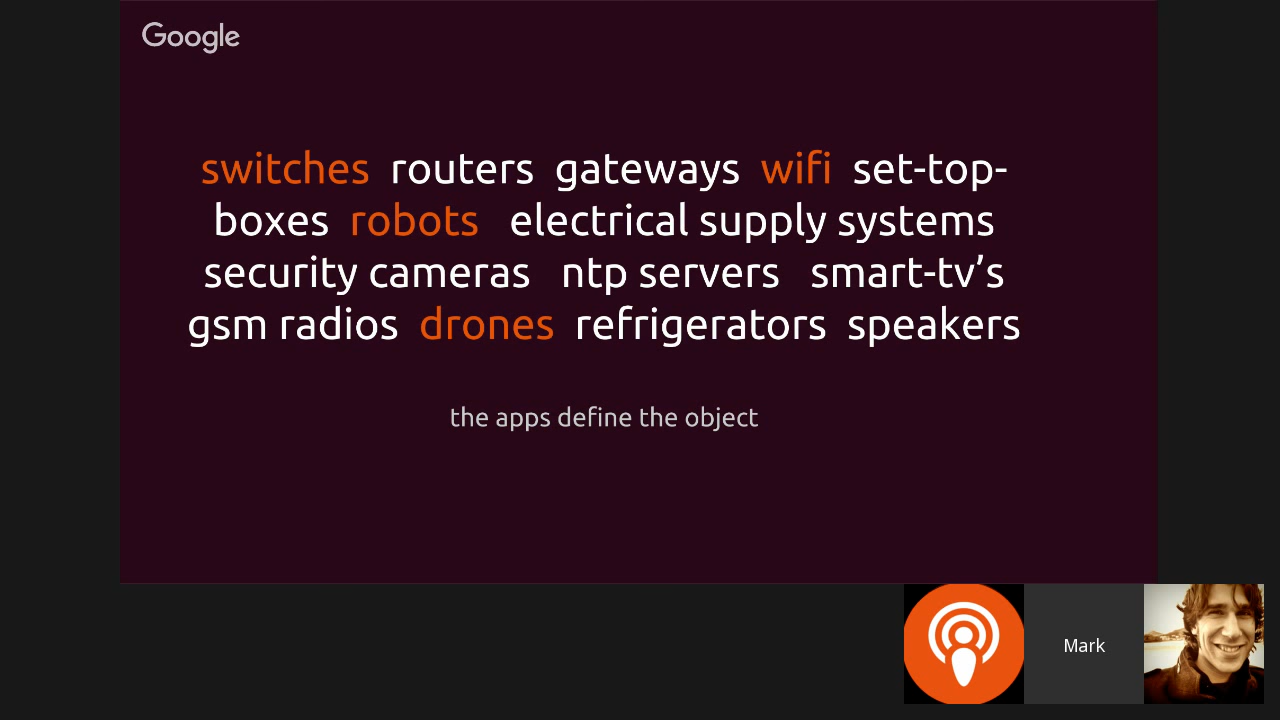 Google
switches routers gateways wifi set-top-
boxes robots electrical supply systems
security cameras ntp servers smart-tv’s
gsm radios drones refrigerators speakers
the apps define the object
Mark